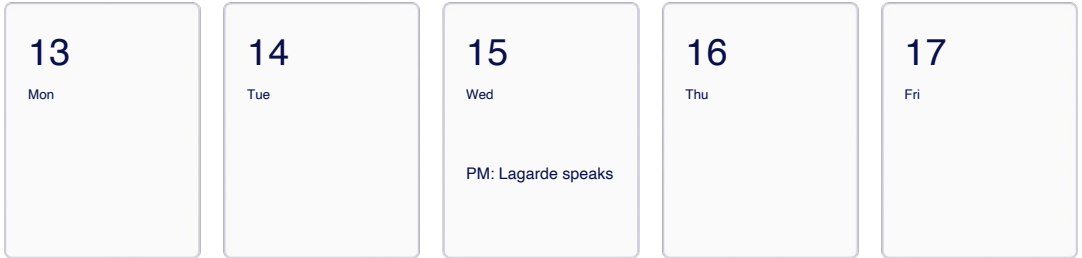 13
Mon
14
Tue
15
Wed
PM: Lagarde speaks
16
Thu
17
Fri